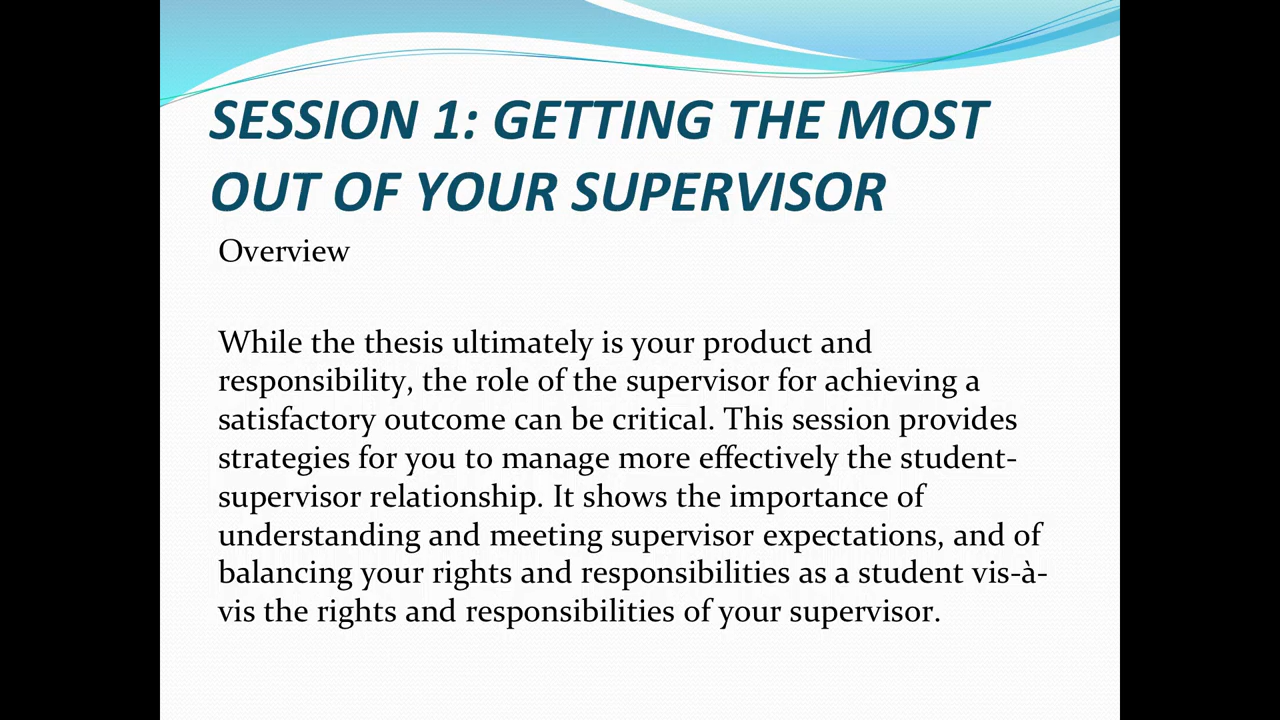 SESSION 1: GETTING THE MOST
OUT OF YOUR SUPERVISOR
Overview
While the thesis ultimately is your product and
responsibility, the role of the supervisor for achieving a
satisfactory outcome can be critical. This session provides
strategies for you to manage more effectively the student-
supervisor relationship. It shows the importance of
understanding and meeting supervisor expectations, and of
balancing your rights and responsibilities as a student vis-à-
vis the rights and responsibilities of your supervisor.